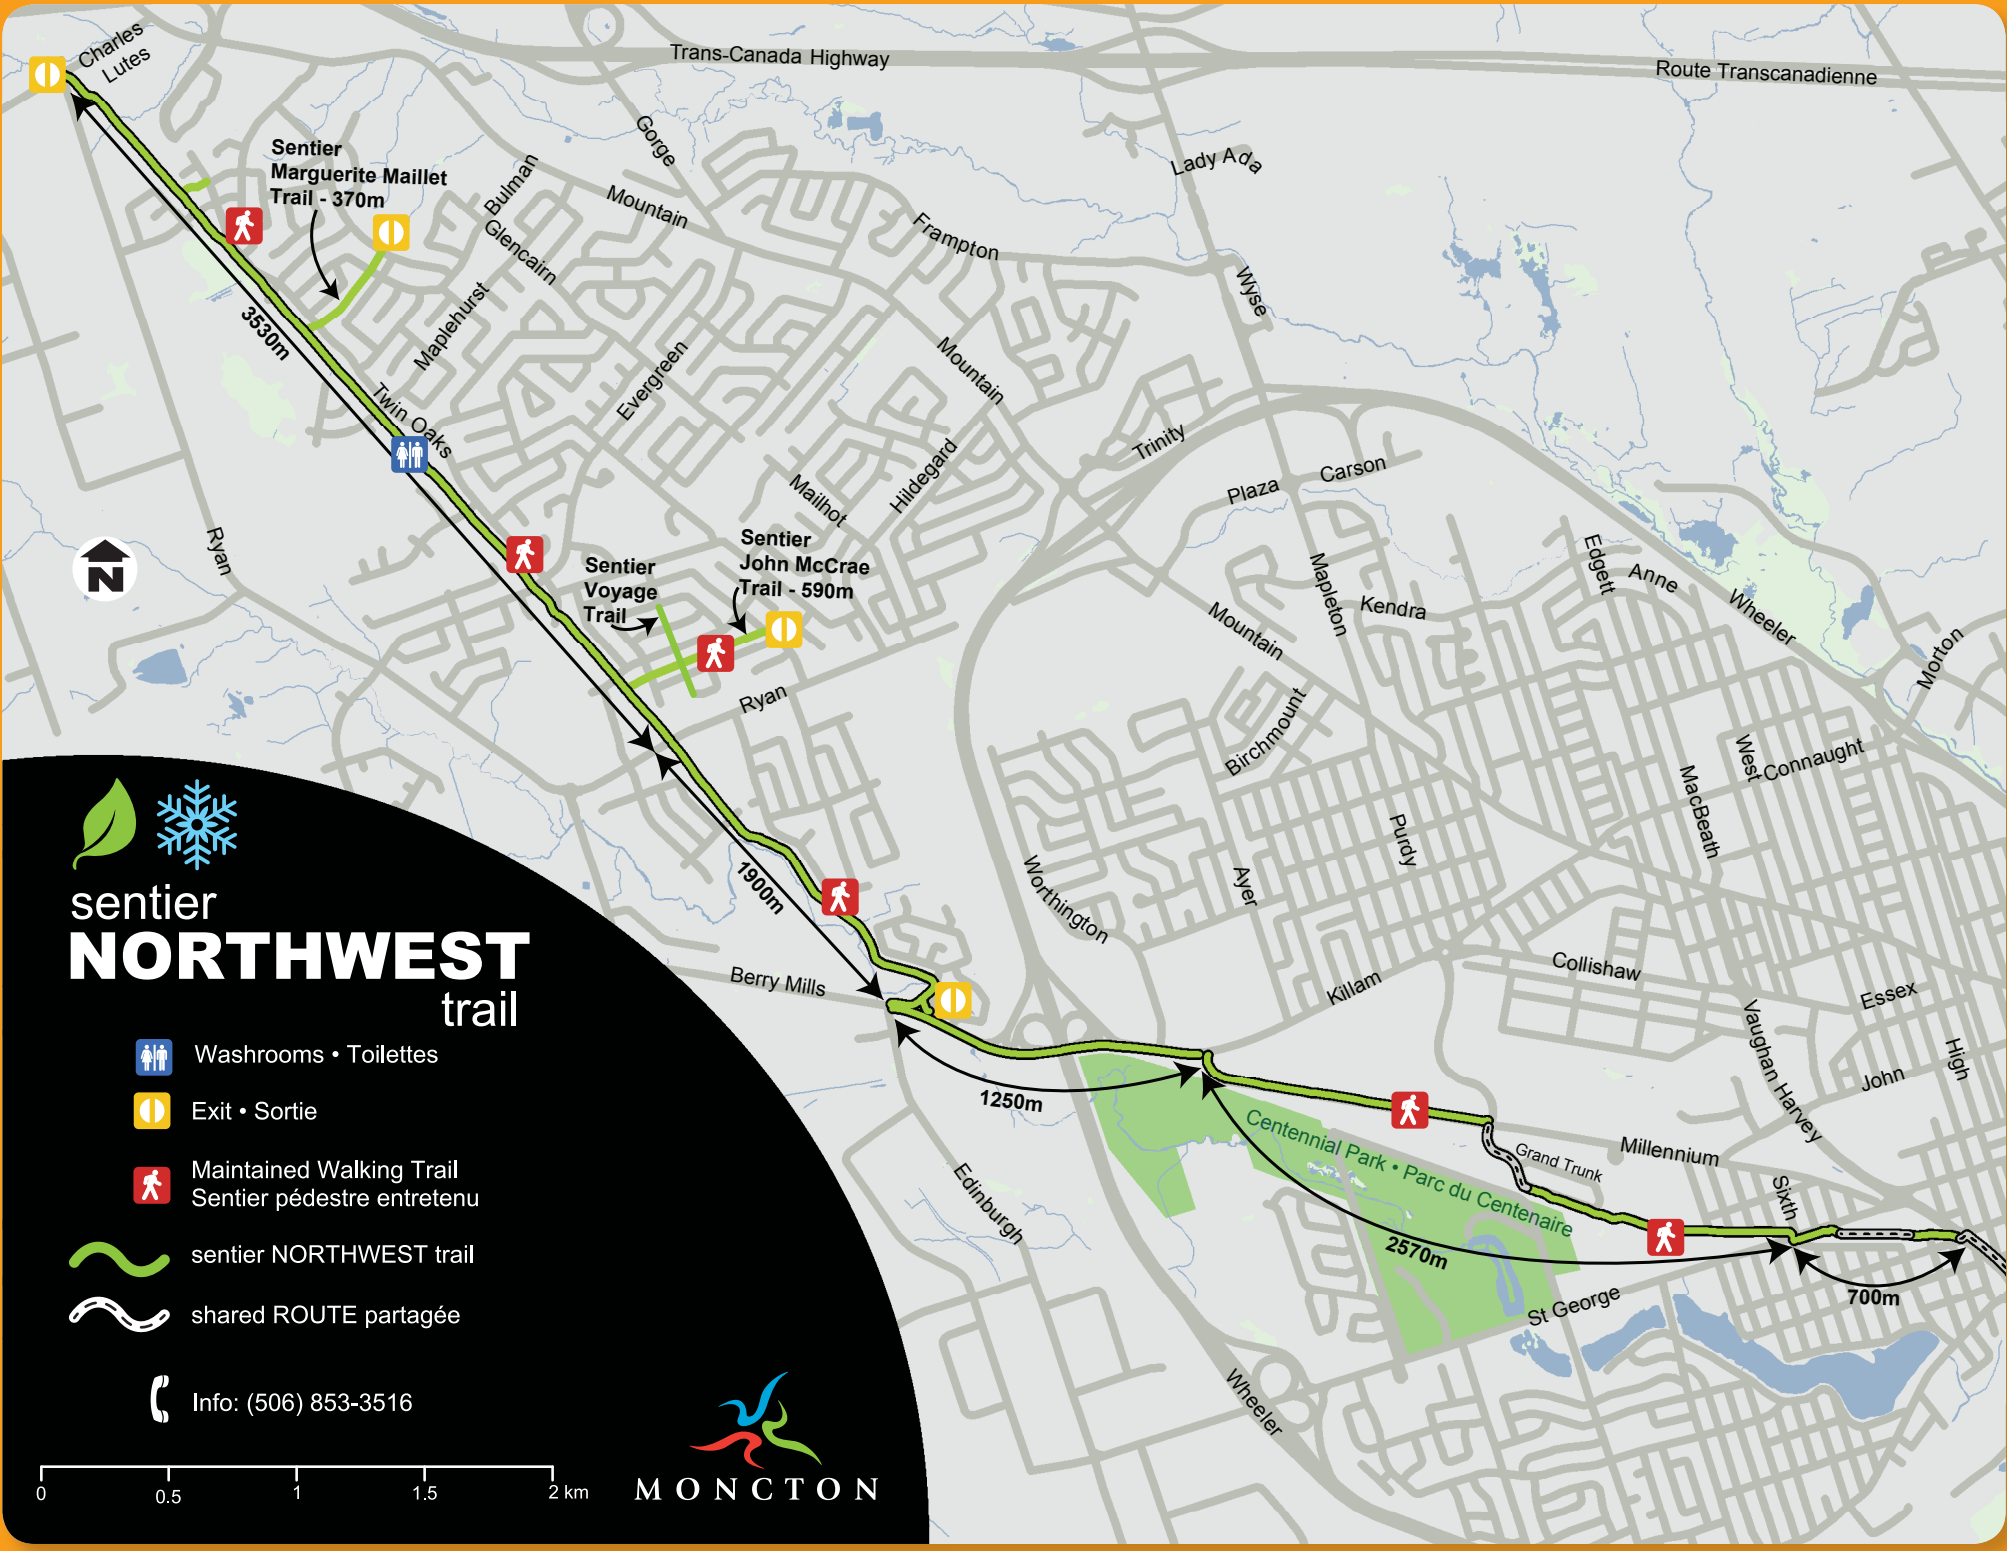 Charles
Lutes
Trans-Canada Highway
Route Transcanadienne
Gorge
Lady Ada
Sentier
Marguerite Maillet
Trail - 370m
Bulman
Glencairn
Mountain
Frampton
Wyse
3530m
Maplehurst
Evergreen
Mountain
Twin Oaks
Trinity
Carson
Plaza
Hildegard
Mailhot
Ryan
N
Sentier
Voyage
Trail
Sentier
John McCrae
Trail - 590m
Ryan
Mapleton
Kendra
Mountain
Edgett
Anne
Wheeler
Morton
Birchmount
West
Connaught
MacBeath
Purdy
Ayer
Worthington
1900m
Berry Mills
Killam
Collishaw
Essex
Vaughan Harvey
High
John
1250m
Centennial Park • Parc du Centenaire
Grand Trunk
Millennium
Sixth
Edinburgh
2570m
St George
700m
Wheeler
sentier
NORTHWEST
trail
Washrooms • Toilettes
Exit • Sortie
Maintained Walking Trail
Sentier pédestre entretenu
sentier NORTHWEST trail
shared ROUTE partagée
Info: (506) 853-3516
0 0.5 1 1.5 2 km
MONCTON